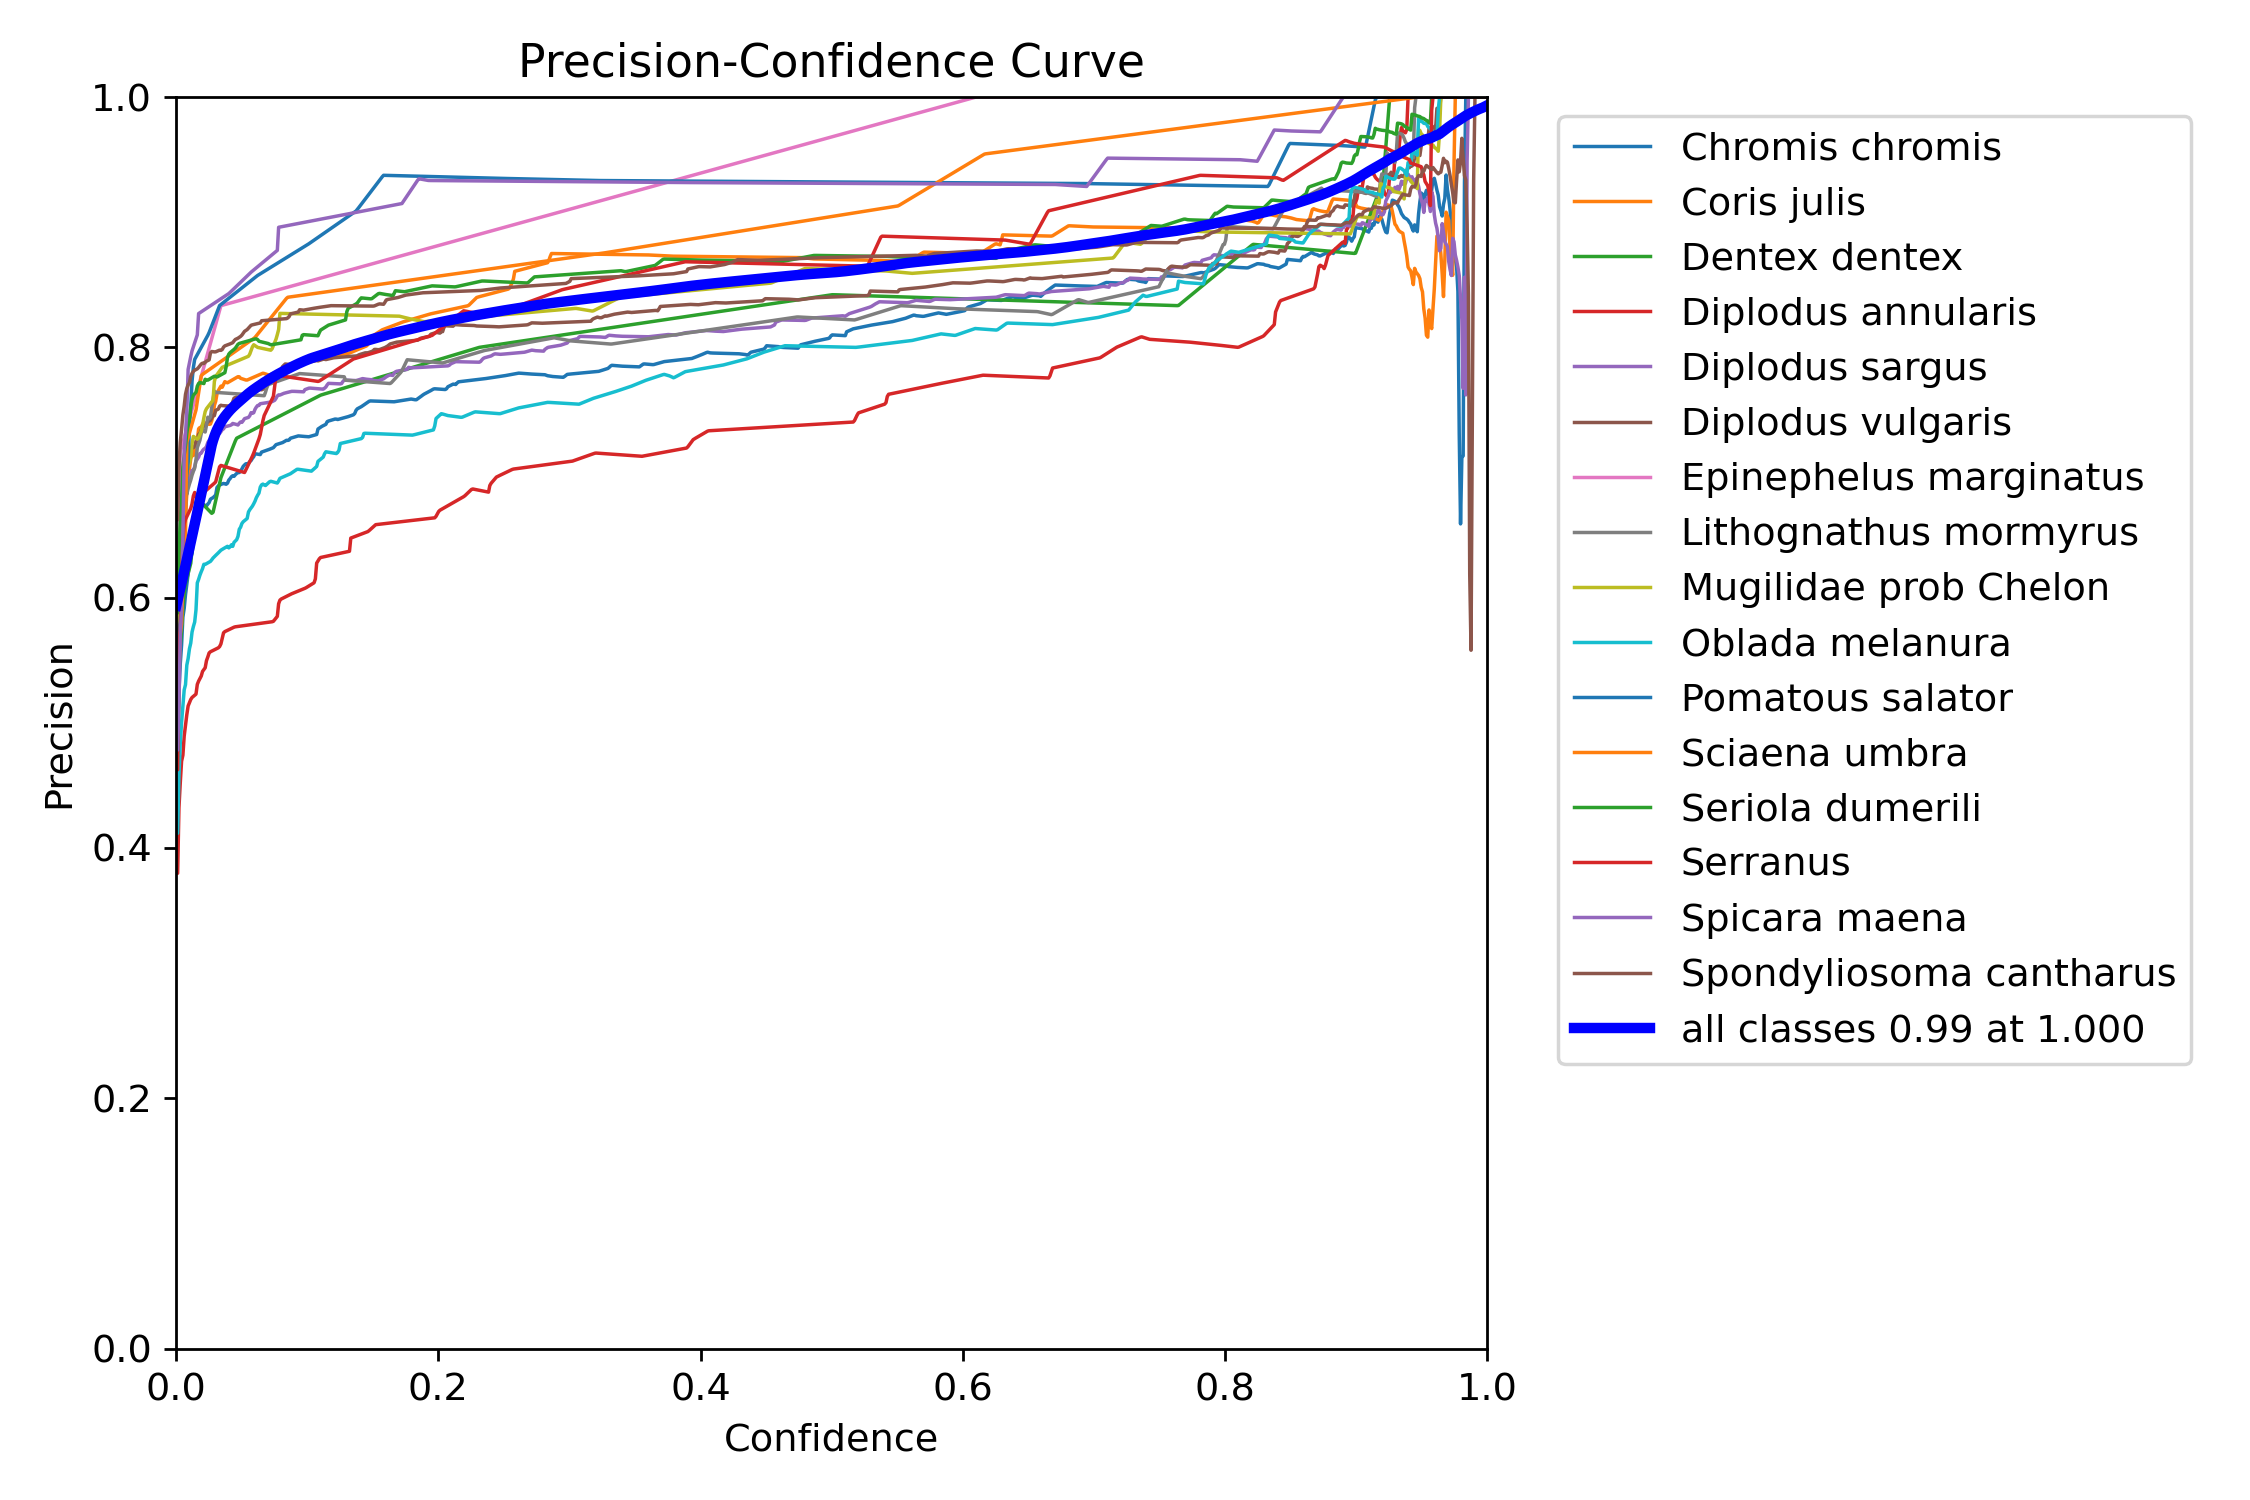 Precision-Confidence Curve
1.0
0.8
0.6
0.4
0.2
0.0
Precision
0.0 0.2 0.4 0.6 0.8 1.0
Confidence
Chromis chromis
Coris julis
Dentex dentex
Diplodus annularis
Diplodus sargus
Diplodus vulgaris
Epinephelus marginatus
Lithognathus mormyrus
Mugilidae prob Chelon
Oblada melanura
Pomatous salator
Sciaena umbra
Seriola dumerili
Serranus
Spicara maena
Spondyliosoma cantharus
all classes 0.99 at 1.000